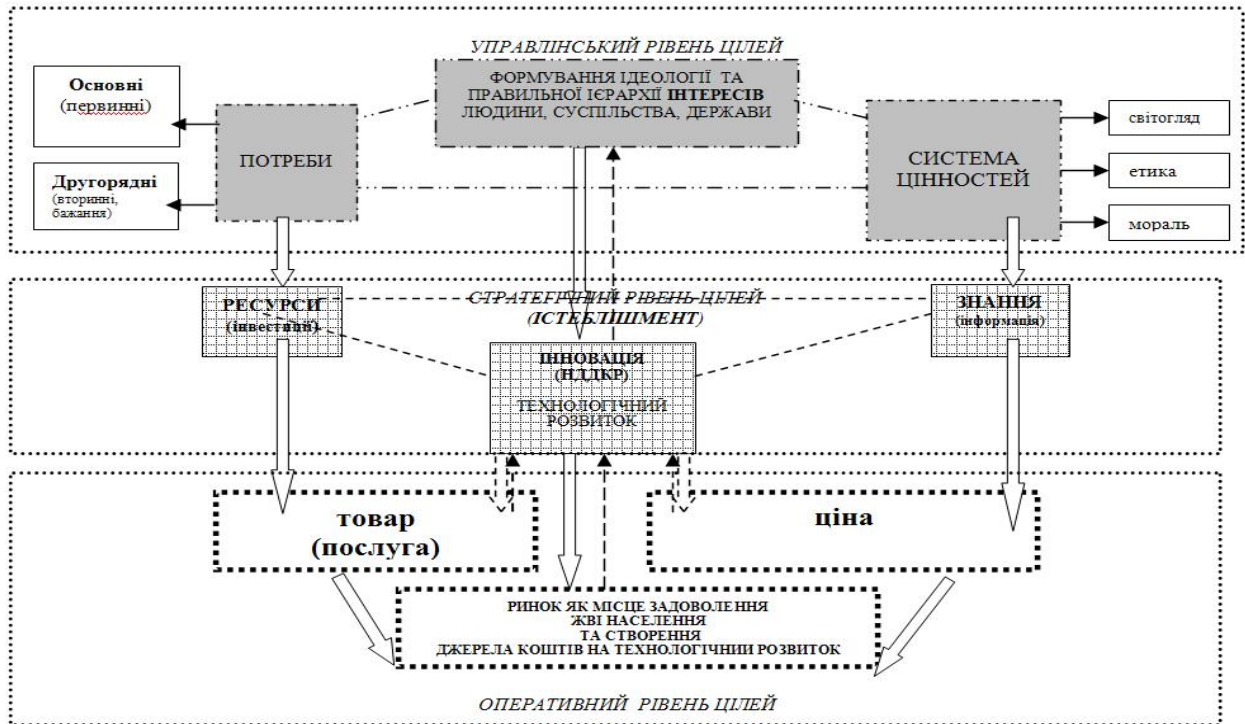 УПРАВЛІНСЬКИЙ РІВЕНЬ ЦІЛЕЙ
Основні
(первинні)
Другорядні
(вторинні,
бажання)
ПОТРЕБИ
ФОРМУВАННЯ ІДЕОЛОГІЇ ТА
ПРАВИЛЬНОЇ ІЄРАРХІЇ ІНТЕРЕСІВ
ЛЮДИНИ, СУСПІЛЬСТВА, ДЕРЖАВИ
СИСТЕМА
ЦІННОСТЕЙ
світогляд
етика
мораль
СТРАТЕГІЧНИЙ РІВЕНЬ ЦІЛЕЙ
(ІСТЕБЛІШМЕНТ)
РЕСУРСИ
(інвестиції)
ІННОВАЦІЯ
(НДДКР)
ТЕХНОЛОГІЧНИЙ
РОЗВИТОК
ЗНАННЯ
(інформація)
товар
(послуга)
ціна
РИНОК ЯК МІСЦЕ ЗАДОВОЛЕННЯ
ЖВІ НАСЕЛЕННЯ
ТА СТВОРЕННЯ
ДЖЕРЕЛА КОШТІВ НА ТЕХНОЛОГІЧНИЙ РОЗВИТОК
ОПЕРАТИВНИЙ РІВЕНЬ ЦІЛЕЙ